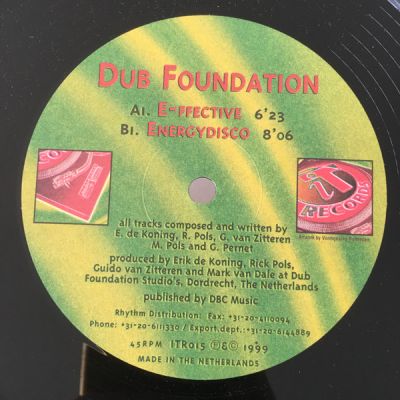 DUB FOUNDATION
A1. E-FFECTIVE 6'23
B1. ENERGYDISCO 8'06
iT
RECORDS
all tracks composed and written by
E. de Koning, R. Pols, G. van Zitteren
M. Pols and G. Pernet
produced by Erik de Koning, Rick Pols,
Guido van Zitteren and Mark van Dale at Dub
Foundation Studio's, Dordrecht, The Netherlands
published by DBC Music
Rhythm Distribution: Fax: +31-20-4110094
Phone: +31-20-6111330 / Export.dept.: +31-20-6144889
45RPM ITR015 ℗&© 1999
MADE IN THE NETHERLANDS